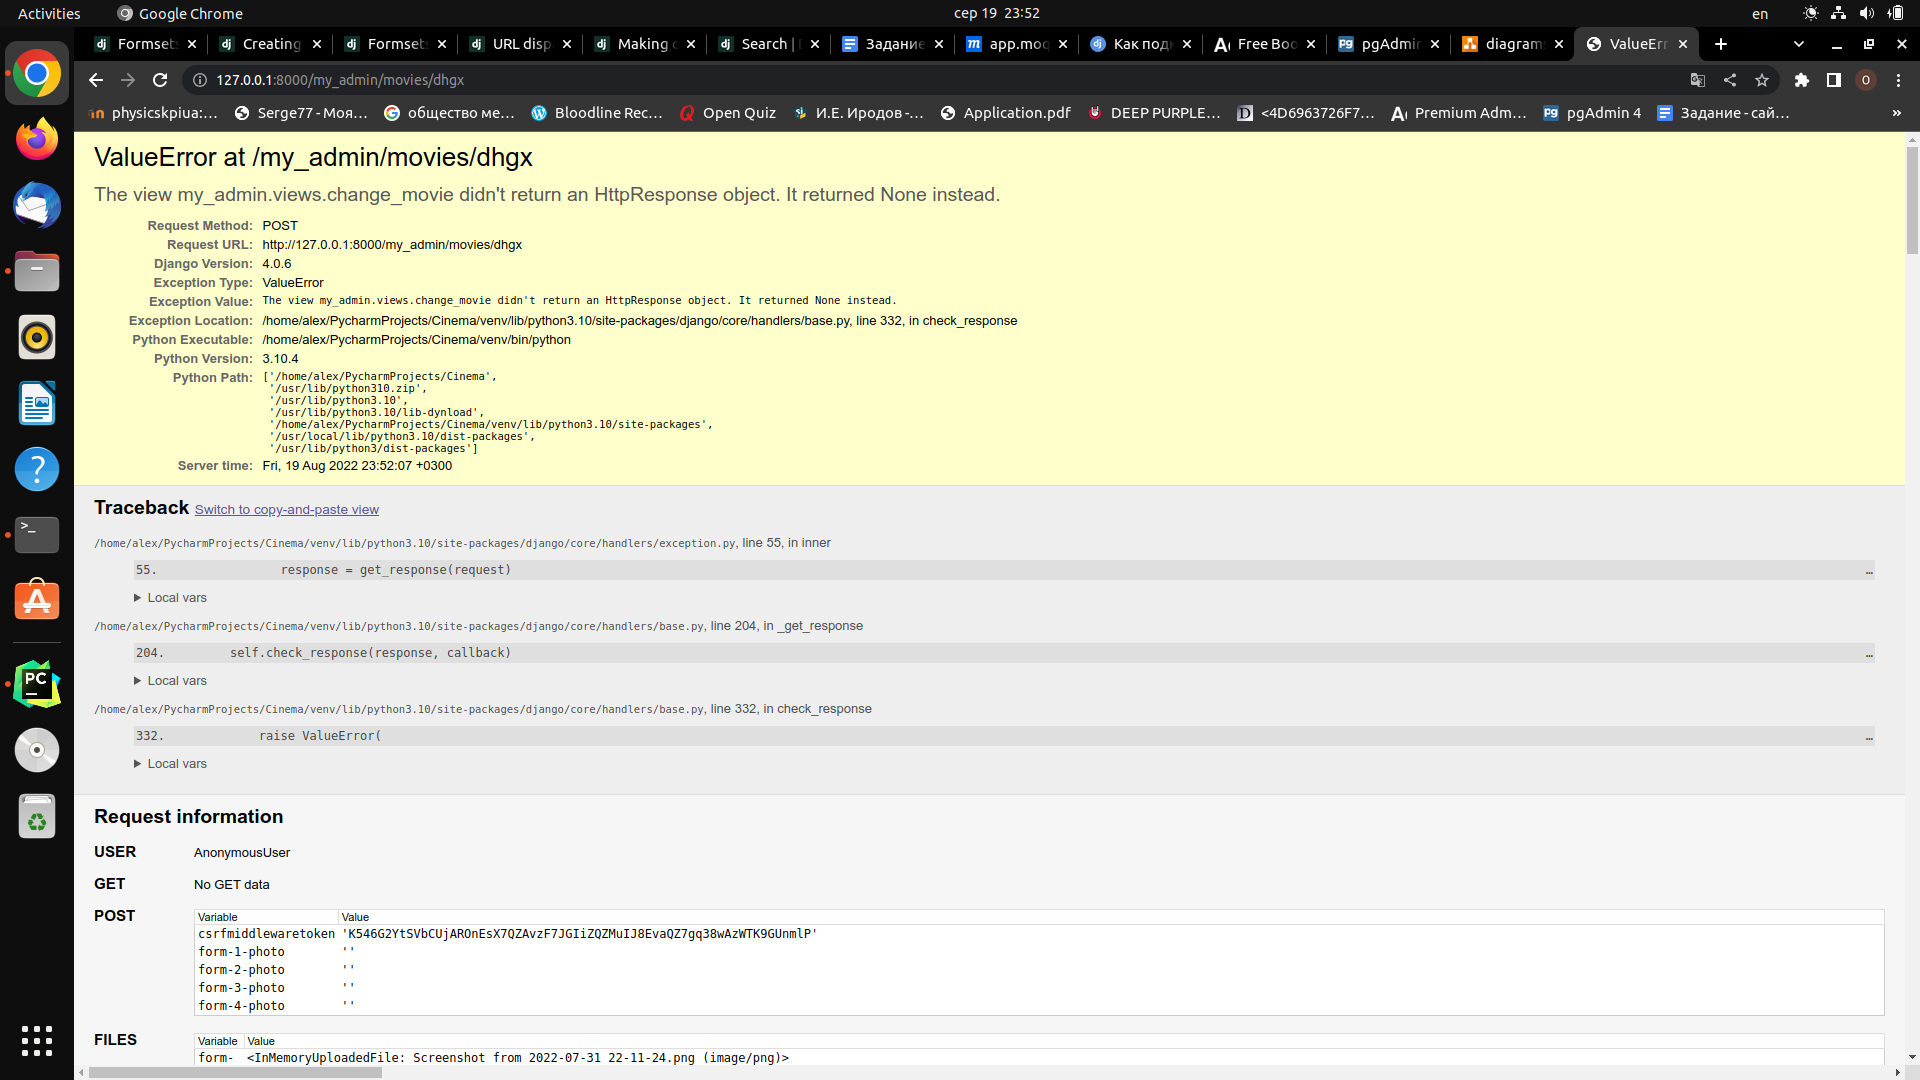 Activities
Google Chrome
сер 19 23:52
en
Formsets
Creating
Formsets
URL disp
Making
Search |
Задание
app.moq
Как под
Free Boo
pgAdmin
diagrams
ValueErr
127.0.0.1:8000/my_admin/movies/dhgx
O
physicskpiua:...
Serge77 - Моя...
общество ме...
Bloodline Rec...
Open Quiz
И.Е. Иродов -...
Application.pdf
DEEP PURPLE...
<4D6963726F7...
Premium Adm...
pgAdmin 4
Задание - сай...
»
ValueError at /my_admin/movies/dhgx
The view my_admin.views.change_movie didn't return an HttpResponse object. It returned None instead.
Request Method: POST
Request URL: http://127.0.0.1:8000/my_admin/movies/dhgx
Django Version: 4.0.6
Exception Type: ValueError
Exception Value: The view my_admin.views.change_movie didn't return an HttpResponse object. It returned None instead.
Exception Location: /home/alex/PycharmProjects/Cinema/venv/lib/python3.10/site-packages/django/core/handlers/base.py, line 332, in check_response
Python Executable: /home/alex/PycharmProjects/Cinema/venv/bin/python
Python Version: 3.10.4
Python Path: ['/home/alex/PycharmProjects/Cinema',
'/usr/lib/python310.zip',
'/usr/lib/python3.10',
'/usr/lib/python3.10/lib-dynload',
'/home/alex/PycharmProjects/Cinema/venv/lib/python3.10/site-packages',
'/usr/local/lib/python3.10/dist-packages',
'/usr/lib/python3/dist-packages']
Server time: Fri, 19 Aug 2022 23:52:07 +0300
Traceback Switch to copy-and-paste view
/home/alex/PycharmProjects/Cinema/venv/lib/python3.10/site-packages/django/core/handlers/exception.py, line 55, in inner
55. response = get_response(request) …
▶ Local vars
/home/alex/PycharmProjects/Cinema/venv/lib/python3.10/site-packages/django/core/handlers/base.py, line 204, in _get_response
204. self.check_response(response, callback) …
▶ Local vars
/home/alex/PycharmProjects/Cinema/venv/lib/python3.10/site-packages/django/core/handlers/base.py, line 332, in check_response
332. raise ValueError( …
▶ Local vars
Request information
USER AnonymousUser
GET No GET data
POST
Variable Value
csrfmiddlewaretoken 'K546G2YtSVbCUjAROnEsX7QZAvzF7JGIiZQZMuIJ8EvaQZ7gq38wAzWTK9GUnmlP'
form-1-photo ''
form-2-photo ''
form-3-photo ''
form-4-photo ''
FILES
Variable Value
form- <InMemoryUploadedFile: Screenshot from 2022-07-31 22-11-24.png (image/png)>